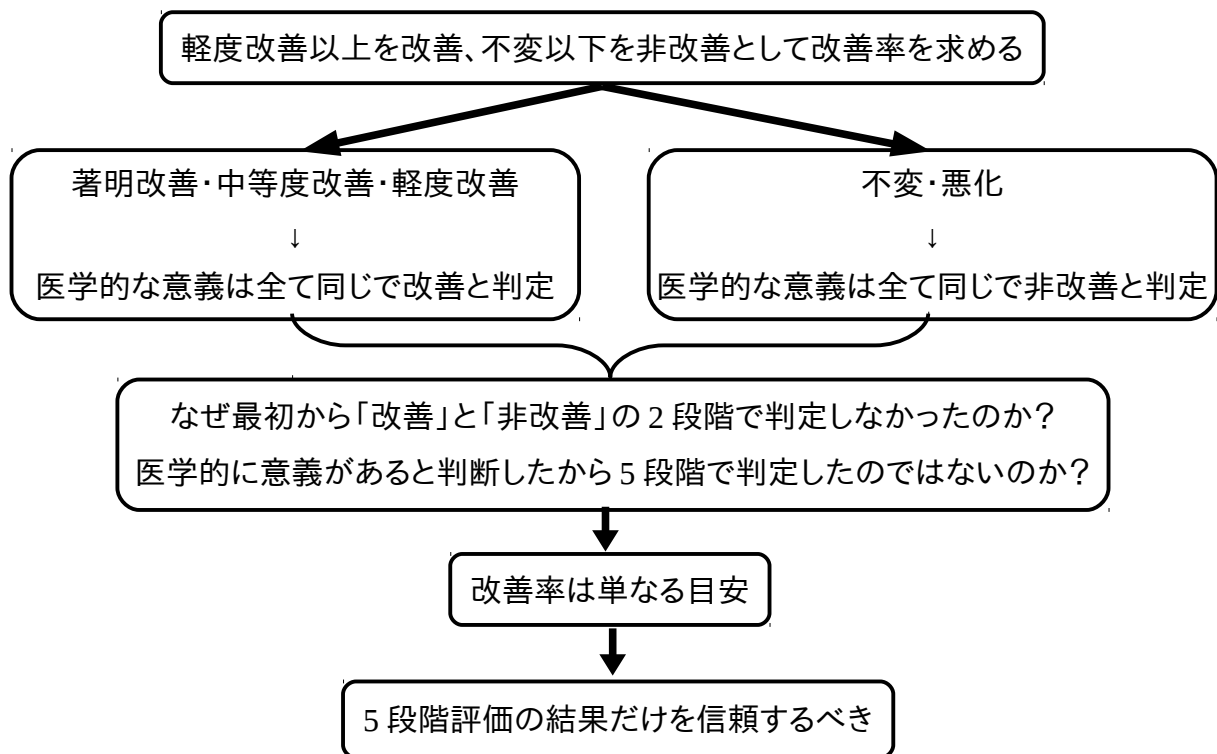 軽度改善以上を改善、不変以下を非改善として改善率を求める
著明改善・中等度改善・軽度改善
↓
医学的な意義は全て同じで改善と判定
不変・悪化
↓
医学的な意義は全て同じで非改善と判定
なぜ最初から「改善」と「非改善」の2段階で判定しなかったのか?
医学的に意義があると判断したから5段階で判定したのではないのか?
改善率は単なる目安
5段階評価の結果だけを信頼するべき